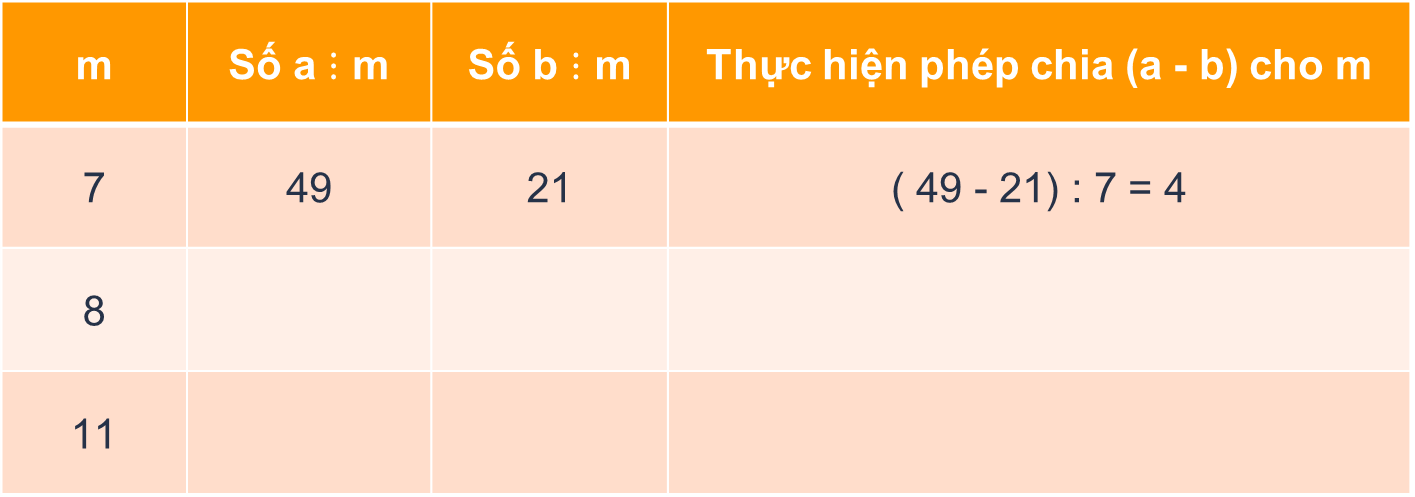 m Số a ⋮ m Số b ⋮ m Thực hiện phép chia (a - b) cho m
7 49 21 ( 49 - 21) : 7 = 4
8
11